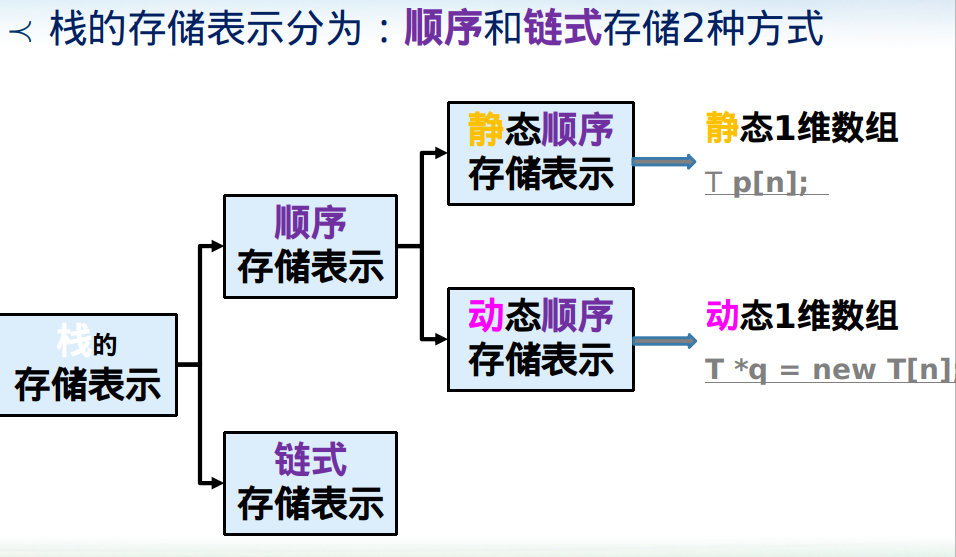 栈的存储表示分为：顺序和链式存储2种方式
静态顺序
存储表示
静态1维数组
T p[n];
顺序
存储表示
动态顺序
存储表示
动态1维数组
T *q = new T[n];
栈的
存储表示
链式
存储表示